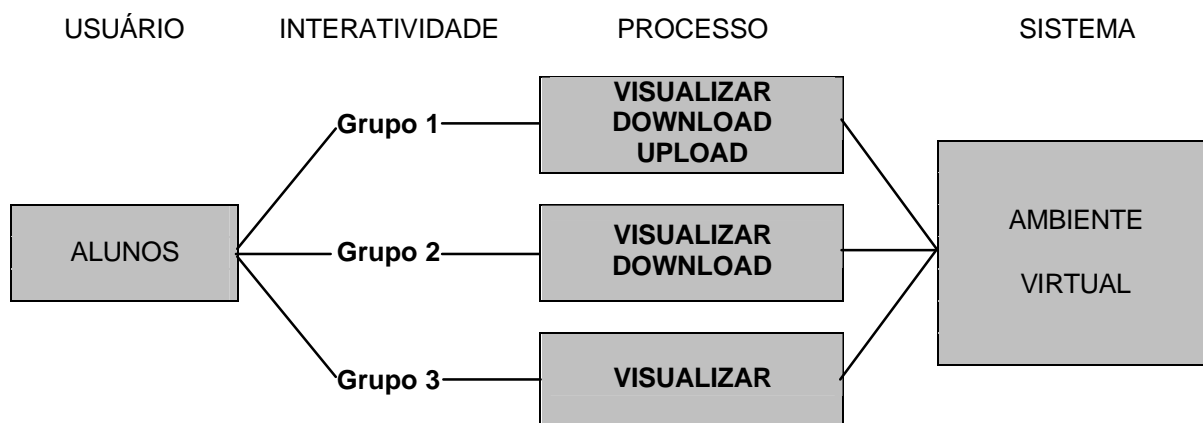 USUÁRIO INTERATIVIDADE PROCESSO SISTEMA
Grupo 1
VISUALIZAR
DOWNLOAD
UPLOAD
ALUNOS
Grupo 2
VISUALIZAR
DOWNLOAD
AMBIENTE
VIRTUAL
Grupo 3
VISUALIZAR